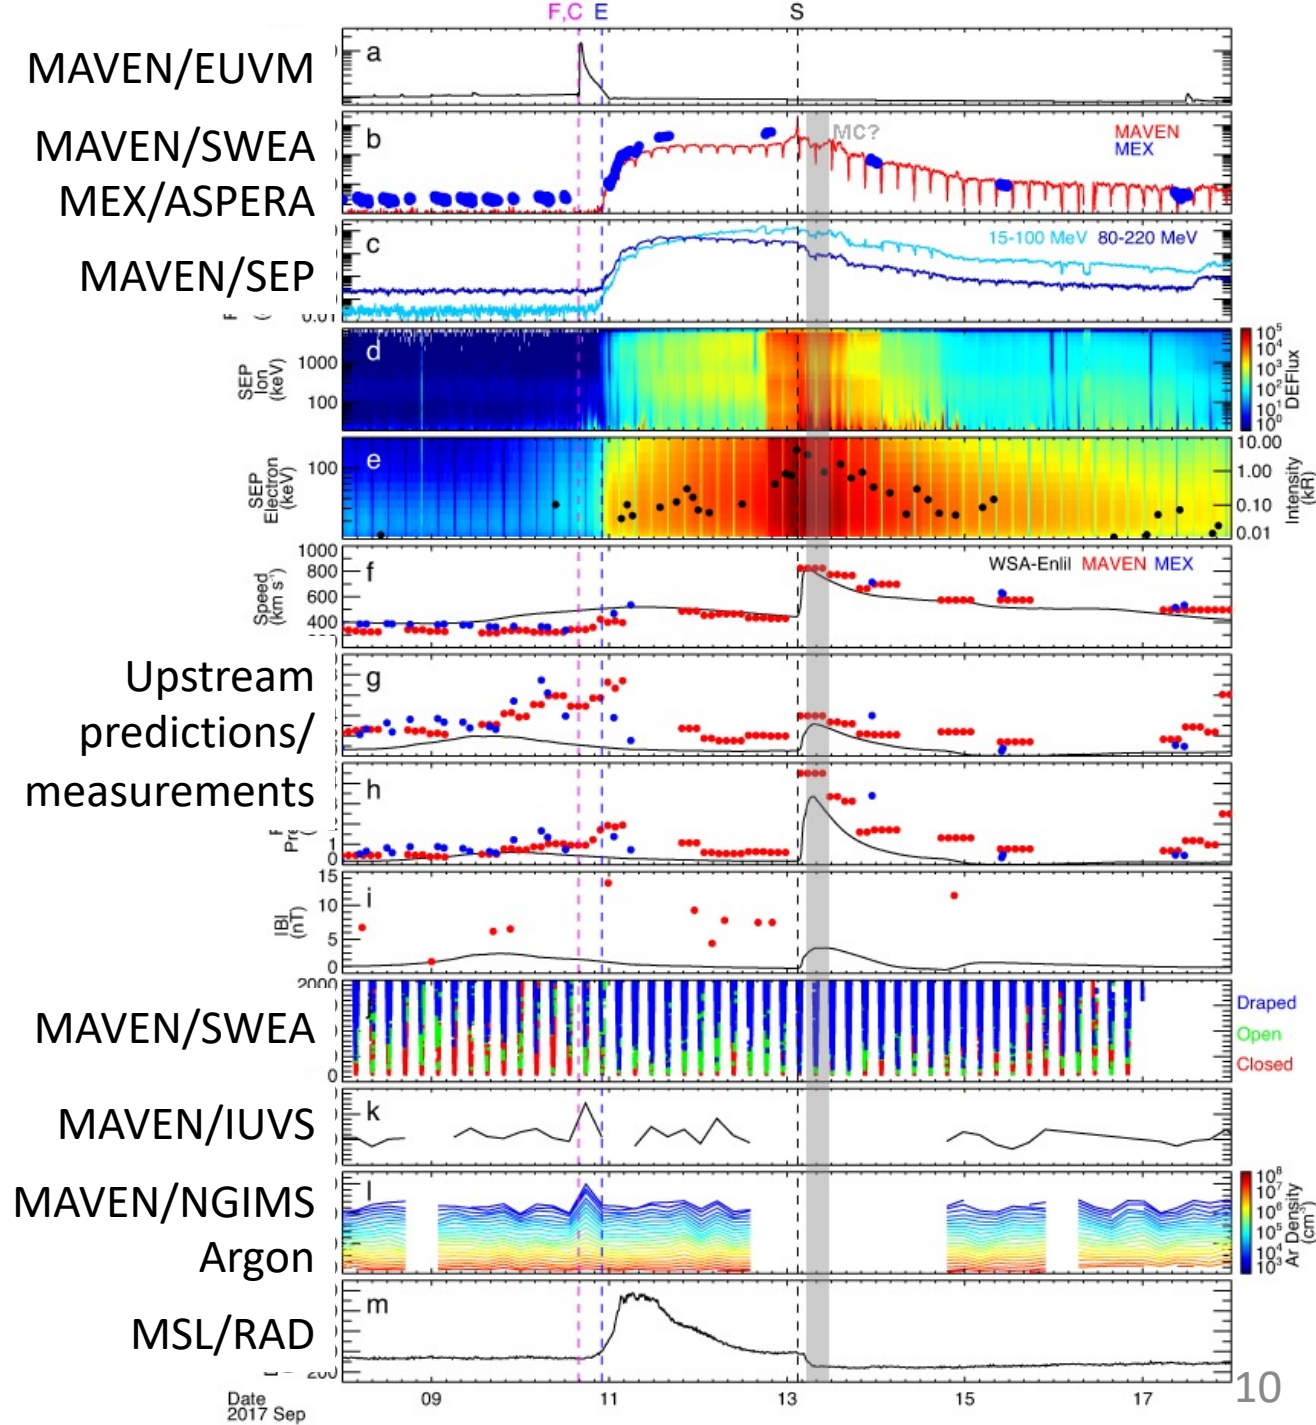 F,C E S
MAVEN/EUVM
a
MAVEN/SWEA
MEX/ASPERA
b
MC?
MAVEN
MEX
MAVEN/SEP
c
15-100 MeV 80-220 MeV
0.01
d
SEP
Ion
(keV)
1000
100
10⁵
10⁴
10³
10²
10¹
10⁰
DEFlux
e
SEP
Electron
(keV)
100
10.00
1.00
0.10
0.01
Intensity
(kR)
f
Speed
(km s⁻¹)
1000
800
600
400
WSA-Enlil MAVEN MEX
Upstream
predictions/
measurements
g
h
1
0
i
IBI
(nT)
15
10
5
0
MAVEN/SWEA
2000
0
Draped
Open
Closed
MAVEN/IUVS
k
MAVEN/NGIMS
Argon
l
10⁸
10⁷
10⁶
10⁵
10⁴
10³
Ar Density
(cm⁻³)
MSL/RAD
m
200
Date
2017 Sep
09 11 13 15 17
10